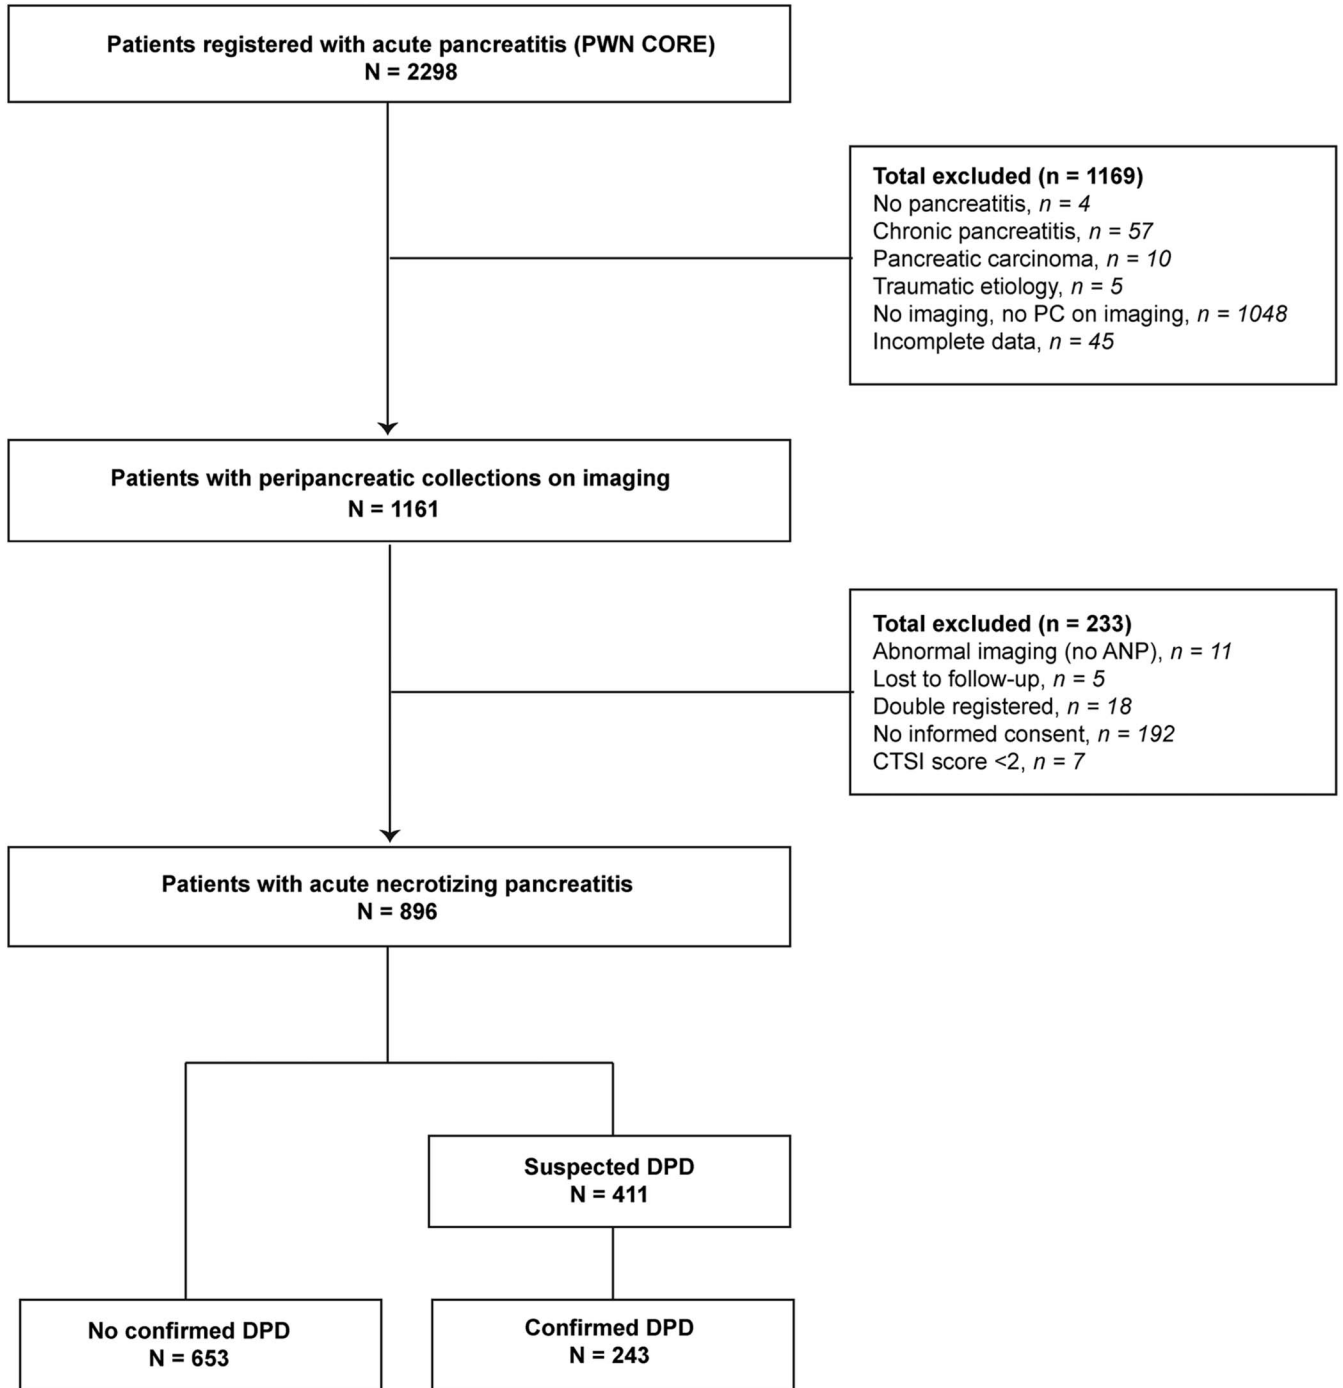 Patients registered with acute pancreatitis (PWN CORE)
N = 2298
Total excluded (n = 1169)
No pancreatitis, n = 4
Chronic pancreatitis, n = 57
Pancreatic carcinoma, n = 10
Traumatic etiology, n = 5
No imaging, no PC on imaging, n = 1048
Incomplete data, n = 45
Patients with peripancreatic collections on imaging
N = 1161
Total excluded (n = 233)
Abnormal imaging (no ANP), n = 11
Lost to follow-up, n = 5
Double registered, n = 18
No informed consent, n = 192
CTSI score <2, n = 7
Patients with acute necrotizing pancreatitis
N = 896
Suspected DPD
N = 411
No confirmed DPD
N = 653
Confirmed DPD
N = 243